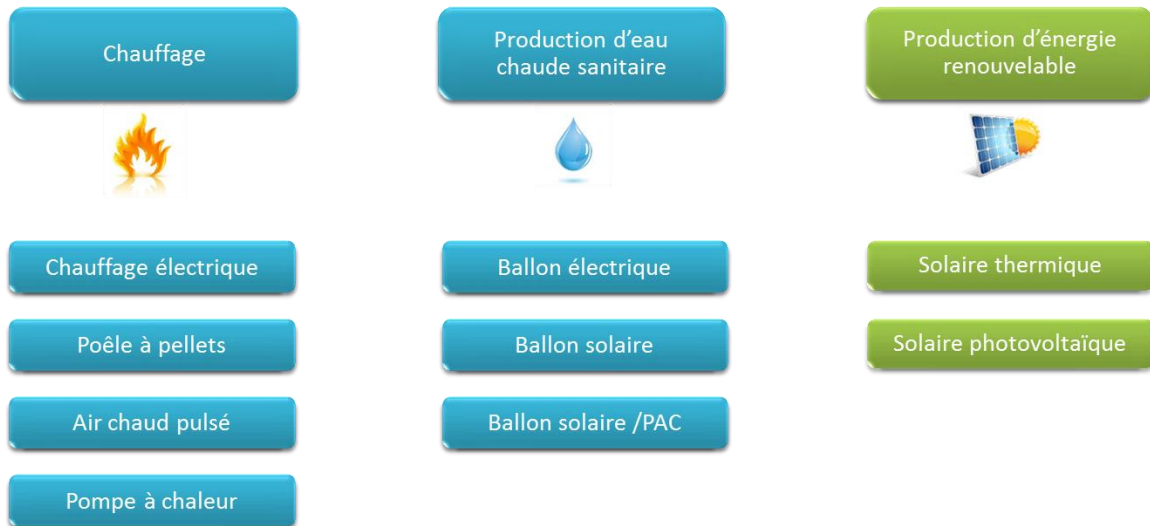 Chauffage
Production d'eau
chaude sanitaire
Production d'énergie
renouvelable
Chauffage électrique
Ballon électrique
Solaire thermique
Poêle à pellets
Ballon solaire
Solaire photovoltaïque
Air chaud pulsé
Ballon solaire /PAC
Pompe à chaleur